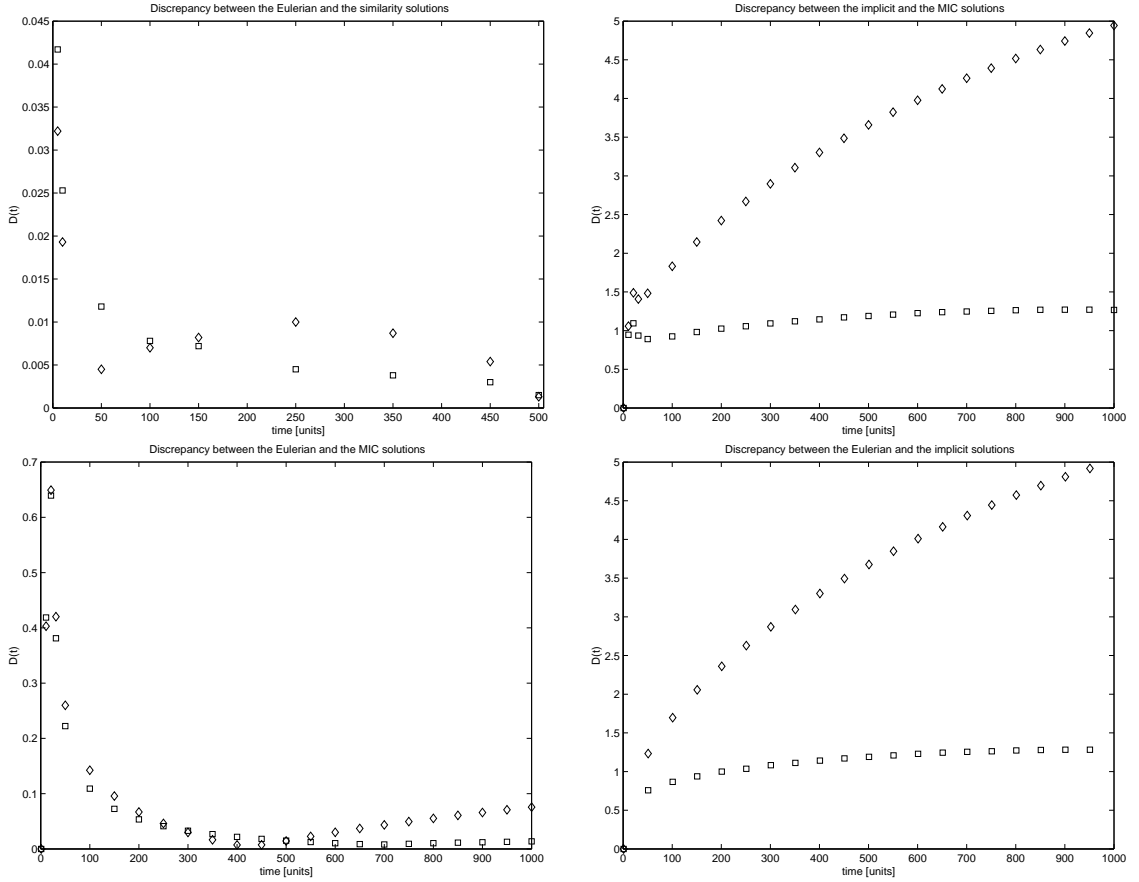 Discrepancy between the Eulerian and the similarity solutions
0.045
0.04
0.035
0.03
0.025
0.02
0.015
0.01
0.005
0
D(t)
0 50 100 150 200 250 300 350 400 450 500
time [units]
Discrepancy between the implicit and the MIC solutions
5
4.5
4
3.5
3
2.5
2
1.5
1
0.5
0
D(t)
0 100 200 300 400 500 600 700 800 900 1000
time [units]
Discrepancy between the Eulerian and the MIC solutions
0.7
0.6
0.5
0.4
0.3
0.2
0.1
0
D(t)
0 100 200 300 400 500 600 700 800 900 1000
time [units]
Discrepancy between the Eulerian and the implicit solutions
5
4.5
4
3.5
3
2.5
2
1.5
1
0.5
0
D(t)
0 100 200 300 400 500 600 700 800 900 1000
time [units]